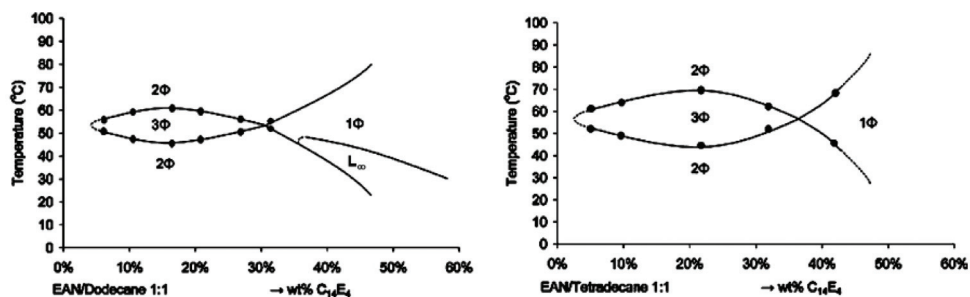 Temperature (°C)
100
90
80
70
60
50
40
30
20
10
0
2Φ
3Φ
2Φ
1Φ
L∞
0% 10% 20% 30% 40% 50% 60%
EAN/Dodecane 1:1 → wt% C₁₄E₄
Temperature (°C)
100
90
80
70
60
50
40
30
20
10
0
2Φ
3Φ
2Φ
1Φ
0% 10% 20% 30% 40% 50% 60%
EAN/Tetradecane 1:1 → wt% C₁₄E₄